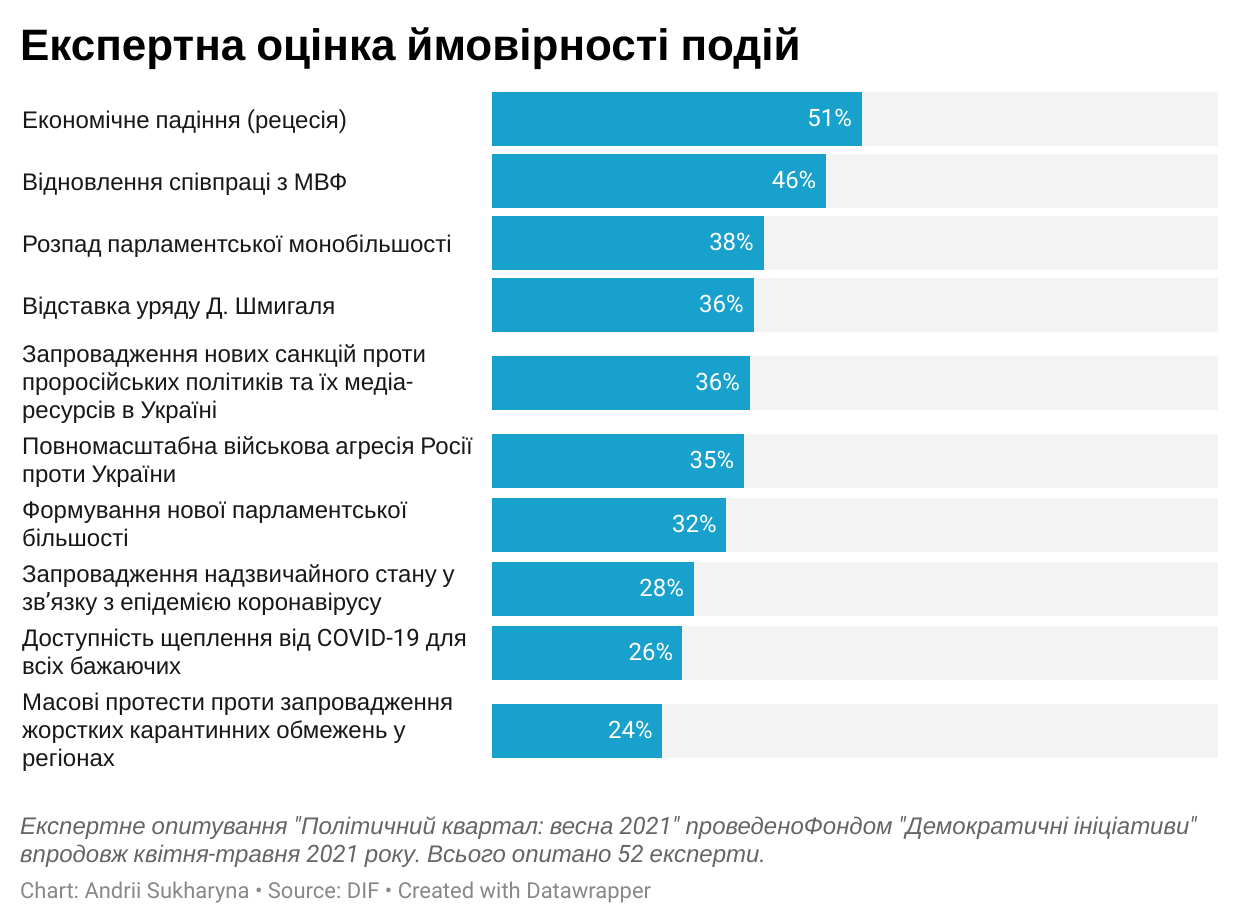 Експертна оцінка ймовірності подій
Економічне падіння (рецесія)
51%
Відновлення співпраці з МВФ
46%
Розпад парламентської монобільшості
38%
Відставка уряду Д. Шмигаля
36%
Запровадження нових санкцій проти
проросійських політиків та їх медіа-
ресурсів в Україні
36%
Повномасштабна військова агресія Росії
проти України
35%
Формування нової парламентської
більшості
32%
Запровадження надзвичайного стану у
зв’язку з епідемією коронавірусу
28%
Доступність щеплення від COVID-19 для
всіх бажаючих
26%
Масові протести проти запровадження
жорстких карантинних обмежень у
регіонах
24%
Експертне опитування "Політичний квартал: весна 2021" проведеноФондом "Демократичні ініціативи"
впродовж квітня-травня 2021 року. Всього опитано 52 експерти.
Chart: Andrii Sukharyna • Source: DIF • Created with Datawrapper